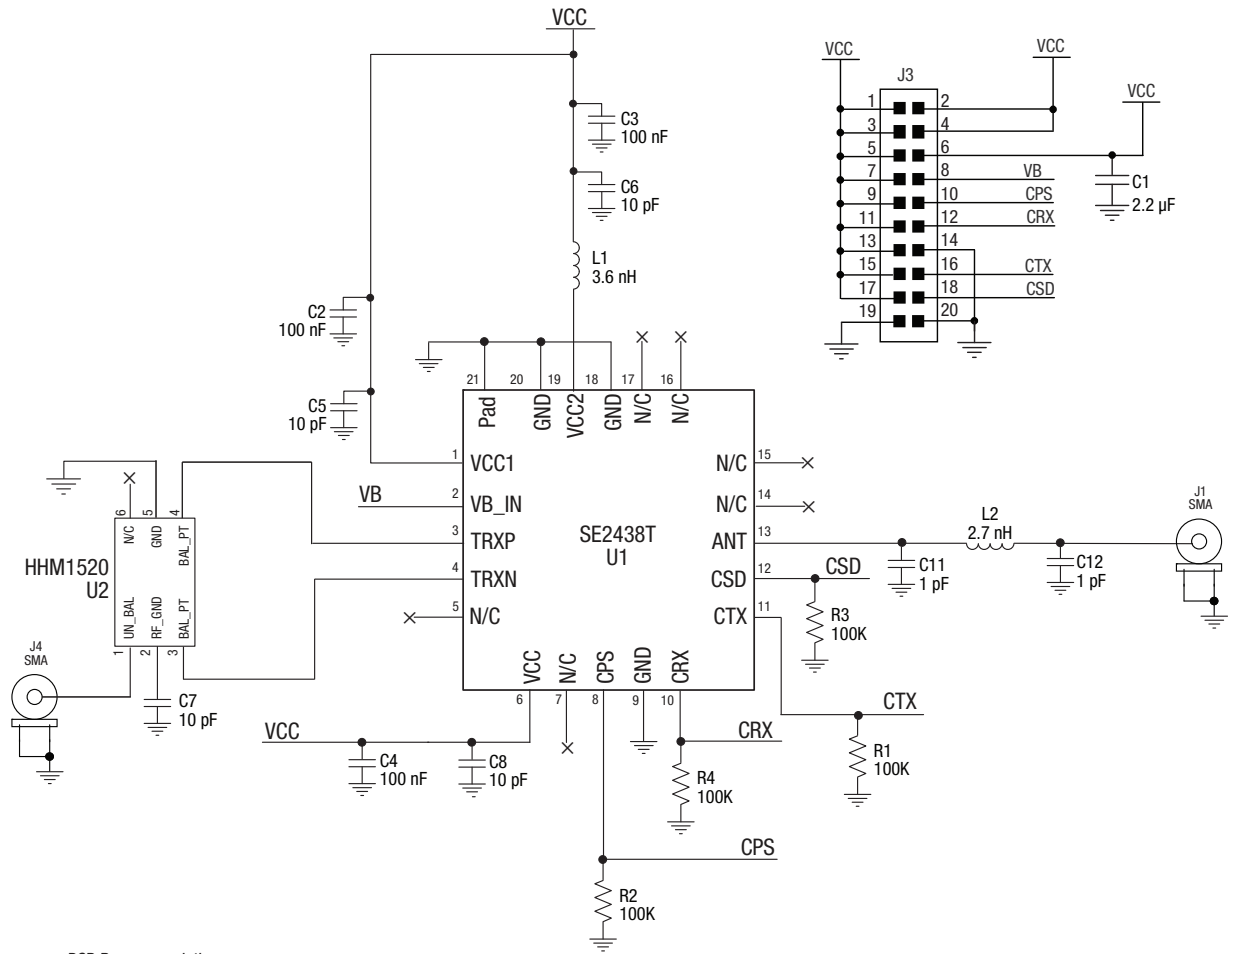 VCC
VCC
VCC
VCC
J3
1 2
3 4
5 6
7 8 VB
9 10 CPS
11 12 CRX
13 14
15 16 CTX
17 18 CSD
19 20
C1
2.2 µF
C3
100 nF
C6
10 pF
L1
3.6 nH
C2
100 nF
C5
10 pF
21 20 19 18 17 16
Pad GND VCC2 GND N/C N/C
1 VCC1
VB 2 VB_IN
3 TRXP
4 TRXN
5 N/C
SE2438T
U1
N/C 15
N/C 14
ANT 13
CSD 12 CSD
CTX 11
VCC N/C CPS GND CRX
6 7 8 9 10
L2
2.7 nH
J1
SMA
C11
1 pF
C12
1 pF
R3
100K
6 5 4
N/C GND BAL_PT
HHM1520
U2
UN_BAL RF_GND BAL_PT
1 2 3
J4
SMA
C7
10 pF
VCC
C4
100 nF
C8
10 pF
CRX
R4
100K
CTX
R1
100K
CPS
R2
100K